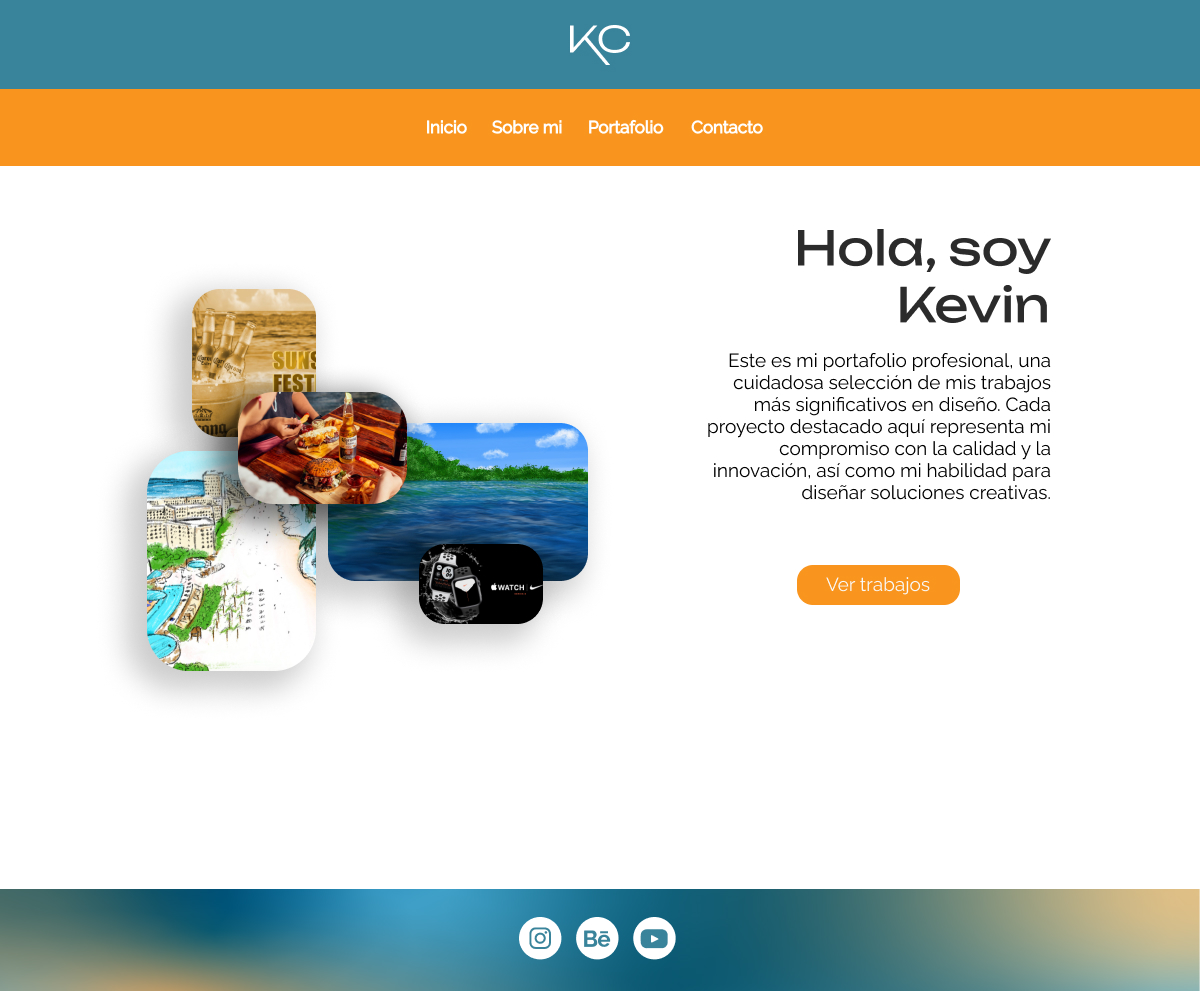 KC
Inicio Sobre mi Portafolio Contacto
Hola, soy
Kevin
Este es mi portafolio profesional, una
cuidadosa selección de mis trabajos
más significativos en diseño. Cada
proyecto destacado aquí representa mi
compromiso con la calidad y la
innovación, así como mi habilidad para
diseñar soluciones creativas.
SUNS
FEST
WATCH
Ver trabajos
Bē